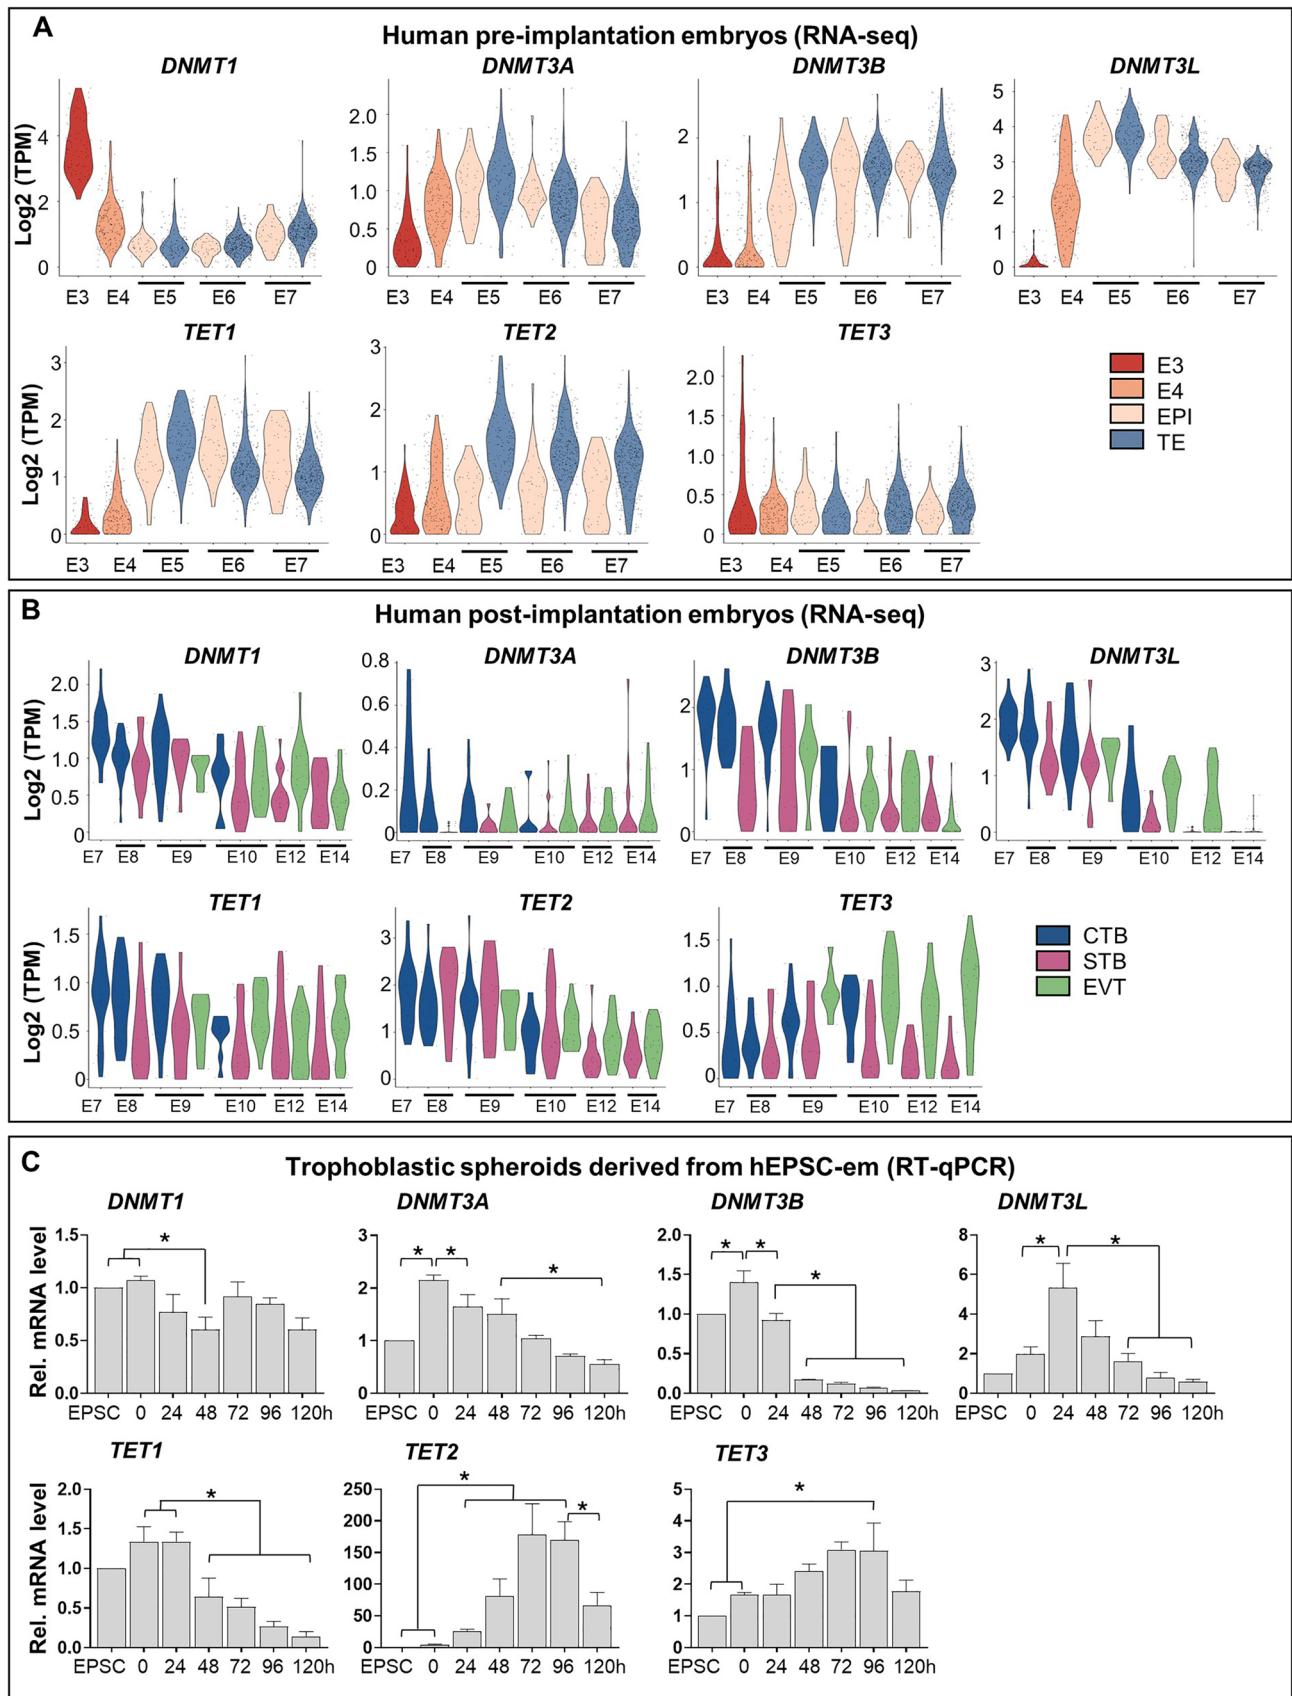 A
Human pre-implantation embryos (RNA-seq)
DNMT1 DNMT3A DNMT3B DNMT3L
Log2 (TPM)
4
2
0
2.0
1.5
1.0
0.5
0
2
1
0
5
4
3
2
1
0
E3 E4 E5 E6 E7
E3 E4 E5 E6 E7
E3 E4 E5 E6 E7
E3 E4 E5 E6 E7
TET1 TET2 TET3
Log2 (TPM)
3
2
1
0
3
2
1
0
2.0
1.5
1.0
0.5
0
E3 E4 E5 E6 E7
E3 E4 E5 E6 E7
E3 E4 E5 E6 E7
E3
E4
EPI
TE
B
Human post-implantation embryos (RNA-seq)
DNMT1 DNMT3A DNMT3B DNMT3L
Log2 (TPM)
2.0
1.5
1.0
0.5
0
0.8
0.6
0.4
0.2
0
2
1
0
3
2
1
0
E7 E8 E9 E10 E12 E14
E7 E8 E9 E10 E12 E14
E7 E8 E9 E10 E12 E14
E7 E8 E9 E10 E12 E14
TET1 TET2 TET3
Log2 (TPM)
1.5
1.0
0.5
0
3
2
1
0
1.5
1.0
0.5
0
E7 E8 E9 E10 E12 E14
E7 E8 E9 E10 E12 E14
E7 E8 E9 E10 E12 E14
CTB
STB
EVT
C
Trophoblastic spheroids derived from hEPSC-em (RT-qPCR)
DNMT1 DNMT3A DNMT3B DNMT3L
Rel. mRNA level
1.5
1.0
0.5
0.0
*
3
2
1
0
* *
*
2.0
1.5
1.0
0.5
0.0
* *
*
8
6
4
2
0
* *
EPSC 0 24 48 72 96 120h
EPSC 0 24 48 72 96 120h
EPSC 0 24 48 72 96 120h
EPSC 0 24 48 72 96 120h
TET1 TET2 TET3
Rel. mRNA level
2.0
1.5
1.0
0.5
0.0
*
250
200
150
100
50
0
*
*
5
4
3
2
1
0
*
EPSC 0 24 48 72 96 120h
EPSC 0 24 48 72 96 120h
EPSC 0 24 48 72 96 120h